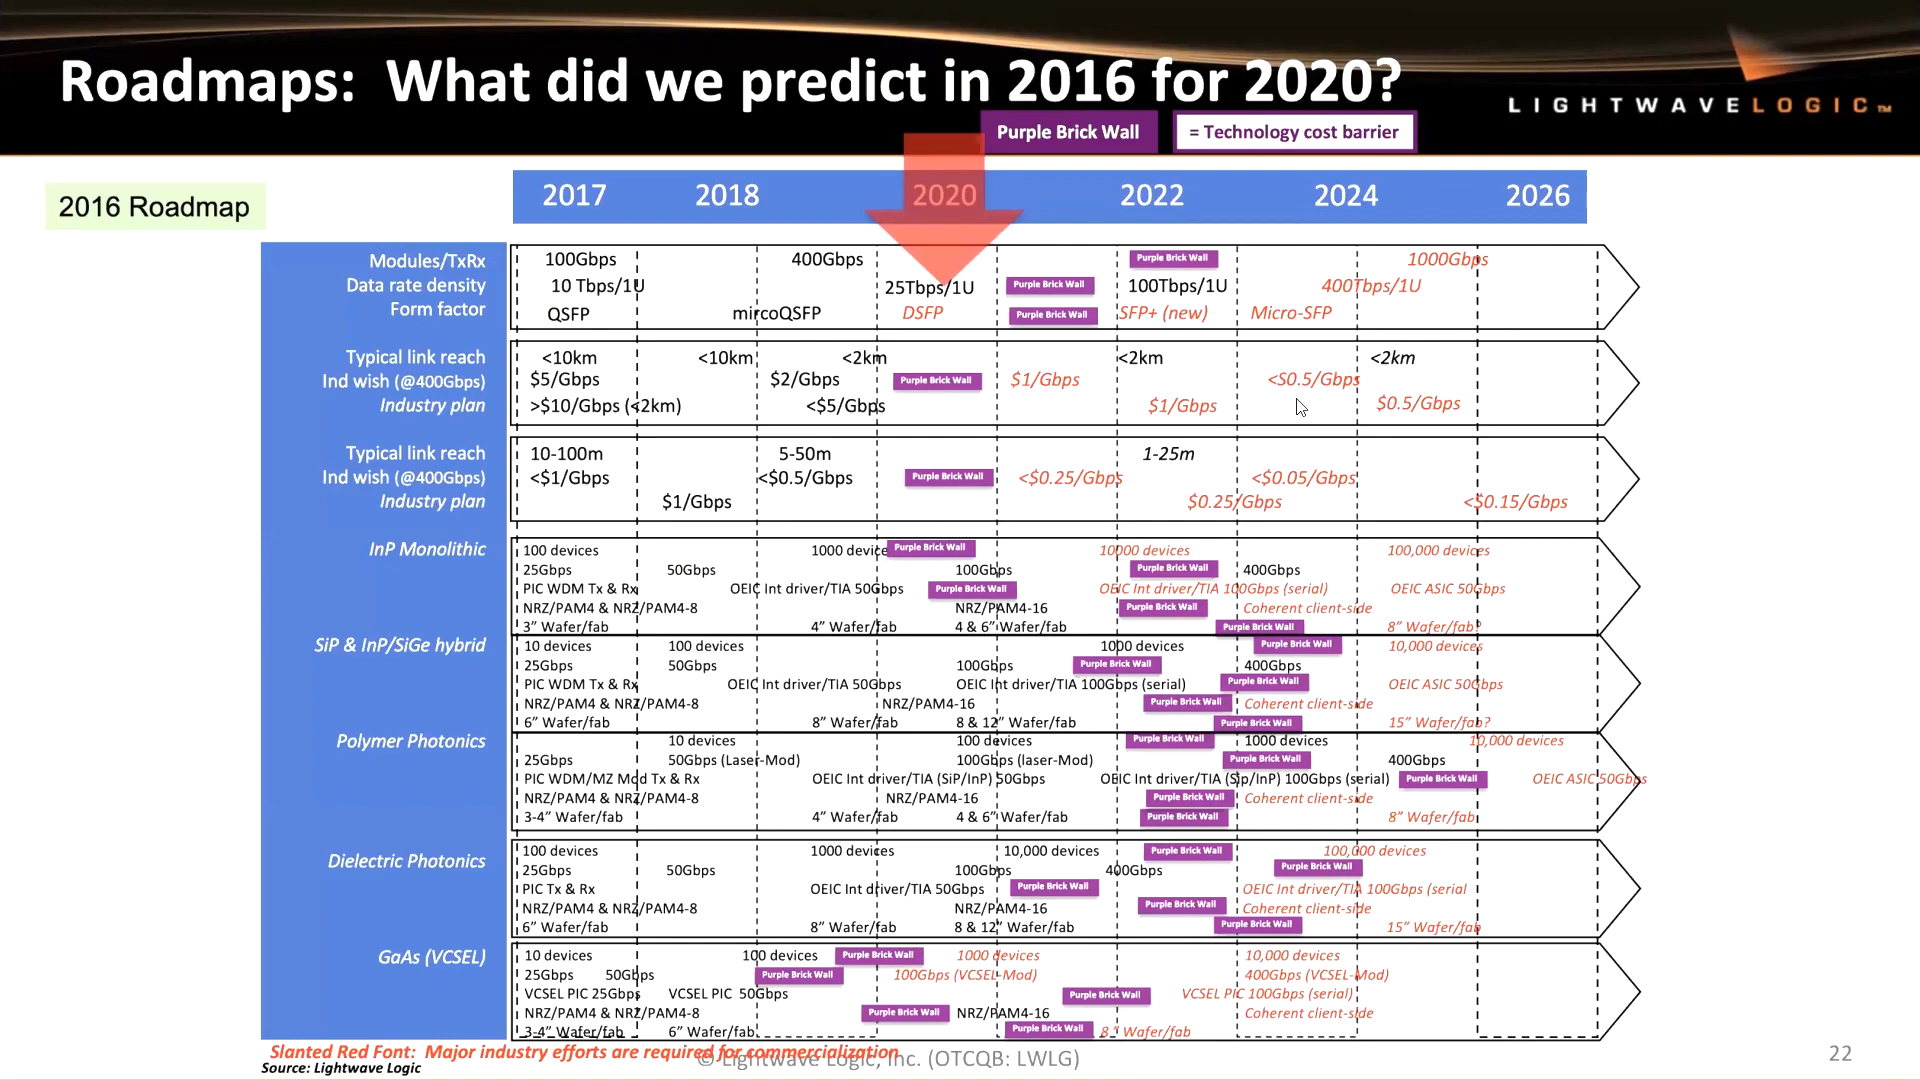 Roadmaps: What did we predict in 2016 for 2020?
LIGHTWAVELOGIC™
Purple Brick Wall = Technology cost barrier
2016 Roadmap
2017 2018 2020 2022 2024 2026
Modules/TxRx 100Gbps 400Gbps Purple Brick Wall 1000Gbps
Data rate density 10 Tbps/1U 25Tbps/1U Purple Brick Wall 100Tbps/1U 400Tbps/1U
Form factor QSFP mircoQSFP DSFP Purple Brick Wall SFP+ (new) Micro-SFP
Typical link reach <10km <10km <2km <2km <2km
Ind wish (@400Gbps) $5/Gbps $2/Gbps Purple Brick Wall $1/Gbps <S0.5/Gbps
Industry plan >$10/Gbps (<2km) <$5/Gbps $1/Gbps $0.5/Gbps
Typical link reach 10-100m 5-50m 1-25m
Ind wish (@400Gbps) <$1/Gbps <$0.5/Gbps Purple Brick Wall <$0.25/Gbps <$0.05/Gbps
Industry plan $1/Gbps $0.25/Gbps <$0.15/Gbps
InP Monolithic 100 devices 1000 device Purple Brick Wall 10000 devices 100,000 devices
25Gbps 50Gbps 100Gbps Purple Brick Wall 400Gbps
PIC WDM Tx & Rx OEIC Int driver/TIA 50Gbps Purple Brick Wall OEIC Int driver/TIA 100Gbps (serial) OEIC ASIC 50Gbps
NRZ/PAM4 & NRZ/PAM4-8 NRZ/PAM4-16 Purple Brick Wall Coherent client-side
3” Wafer/fab 4” Wafer/fab 4 & 6” Wafer/fab Purple Brick Wall 8” Wafer/fab?
SiP & InP/SiGe hybrid 10 devices 100 devices 1000 devices Purple Brick Wall 10,000 devices
25Gbps 50Gbps 100Gbps Purple Brick Wall 400Gbps
PIC WDM Tx & Rx OEIC Int driver/TIA 50Gbps OEIC Int driver/TIA 100Gbps (serial) Purple Brick Wall OEIC ASIC 50Gbps
NRZ/PAM4 & NRZ/PAM4-8 NRZ/PAM4-16 Purple Brick Wall Coherent client-side
6” Wafer/fab 8” Wafer/fab 8 & 12” Wafer/fab Purple Brick Wall 15” Wafer/fab?
Polymer Photonics 10 devices 100 devices Purple Brick Wall 1000 devices 10,000 devices
25Gbps 50Gbps (Laser-Mod) 100Gbps (laser-Mod) Purple Brick Wall 400Gbps
PIC WDM/MZ Mod Tx & Rx OEIC Int driver/TIA (SiP/InP) 50Gbps OEIC Int driver/TIA (Sip/InP) 100Gbps (serial) Purple Brick Wall OEIC ASIC 50Gbps
NRZ/PAM4 & NRZ/PAM4-8 NRZ/PAM4-16 Purple Brick Wall Coherent client-side
3-4” Wafer/fab 4” Wafer/fab 4 & 6” Wafer/fab Purple Brick Wall 8” Wafer/fab
Dielectric Photonics 100 devices 1000 devices 10,000 devices Purple Brick Wall 100,000 devices
25Gbps 50Gbps 100Gbps 400Gbps Purple Brick Wall
PIC Tx & Rx OEIC Int driver/TIA 50Gbps Purple Brick Wall OEIC Int driver/TIA 100Gbps (serial
NRZ/PAM4 & NRZ/PAM4-8 NRZ/PAM4-16 Purple Brick Wall Coherent client-side
6” Wafer/fab 8” Wafer/fab 8 & 12” Wafer/fab Purple Brick Wall 15” Wafer/fab
GaAs (VCSEL) 10 devices 100 devices Purple Brick Wall 1000 devices 10,000 devices
25Gbps 50Gbps Purple Brick Wall 100Gbps (VCSEL-Mod) 400Gbps (VCSEL-Mod)
VCSEL PIC 25Gbps VCSEL PIC 50Gbps Purple Brick Wall VCSEL PIC 100Gbps (serial)
NRZ/PAM4 & NRZ/PAM4-8 Purple Brick Wall NRZ/PAM4-16 Coherent client-side
3-4” Wafer/fab 6” Wafer/fab Purple Brick Wall 8 ” Wafer/fab
Slanted Red Font: Major industry efforts are required for commercialization
© Lightwave Logic, Inc. (OTCQB: LWLG)
Source: Lightwave Logic
22